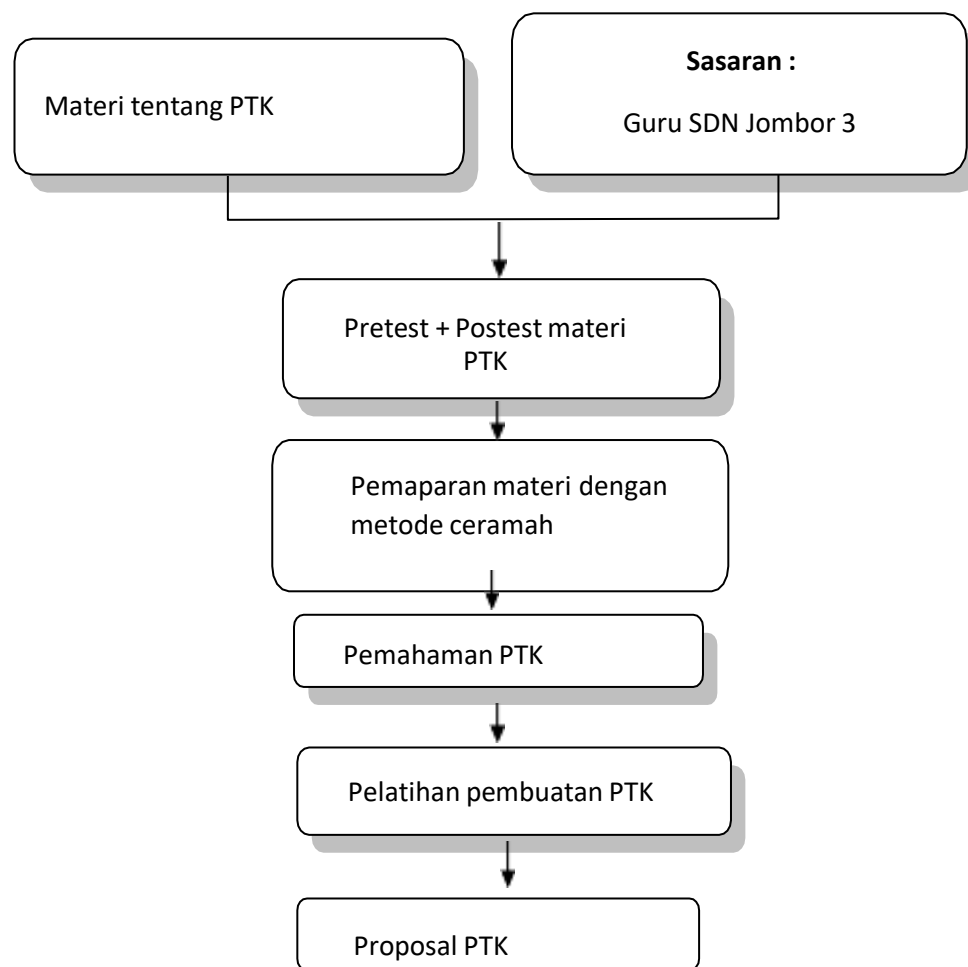 Materi tentang PTK
Sasaran :
Guru SDN Jombor 3
Pretest + Postest materi
PTK
Pemaparan materi dengan
metode ceramah
Pemahaman PTK
Pelatihan pembuatan PTK
Proposal PTK